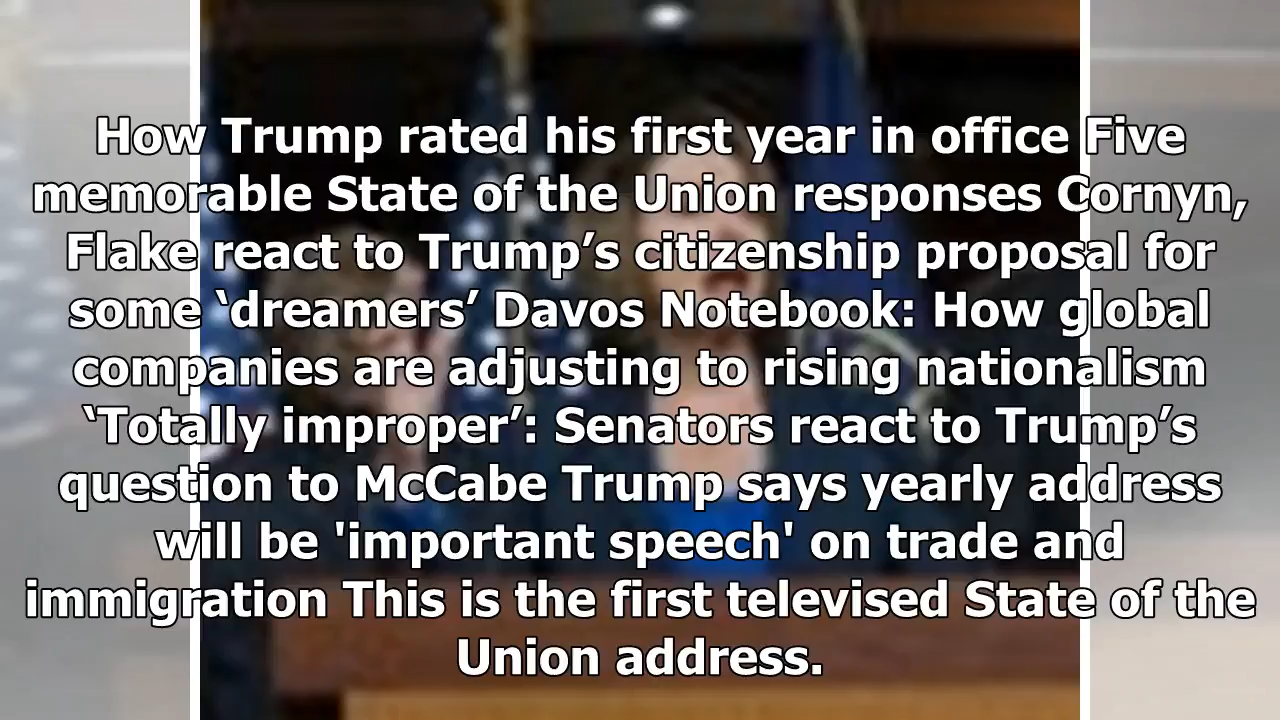 How Trump rated his first year in office Five
memorable State of the Union responses Cornyn,
Flake react to Trump’s citizenship proposal for
some ‘dreamers’ Davos Notebook: How global
companies are adjusting to rising nationalism
‘Totally improper’: Senators react to Trump’s
question to McCabe Trump says yearly address
will be 'important speech' on trade and
immigration This is the first televised State of the
Union address.